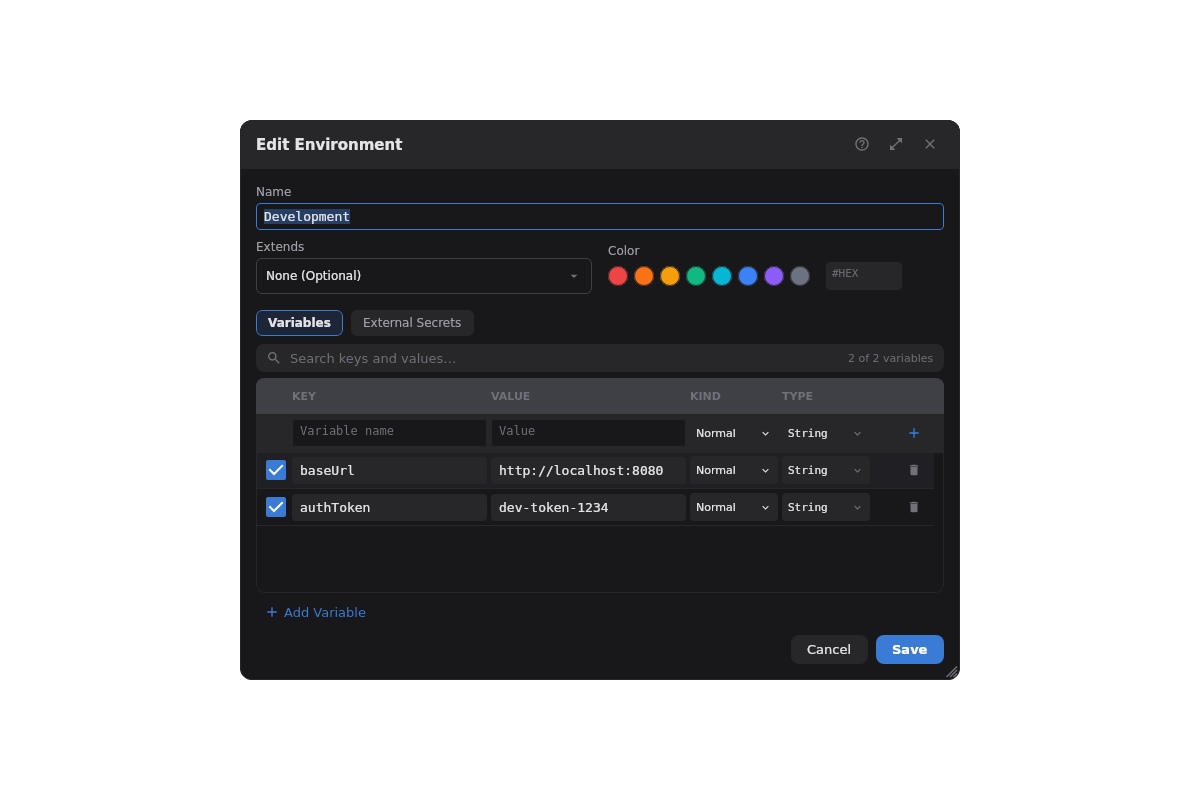 Edit Environment
Name
Development
Extends
Color
None (Optional)
#HEX
Variables
External Secrets
Search keys and values...
2 of 2 variables
KEY VALUE KIND TYPE
Variable name Value Normal String
baseUrl http://localhost:8080 Normal String
authToken dev-token-1234 Normal String
Add Variable
Cancel
Save